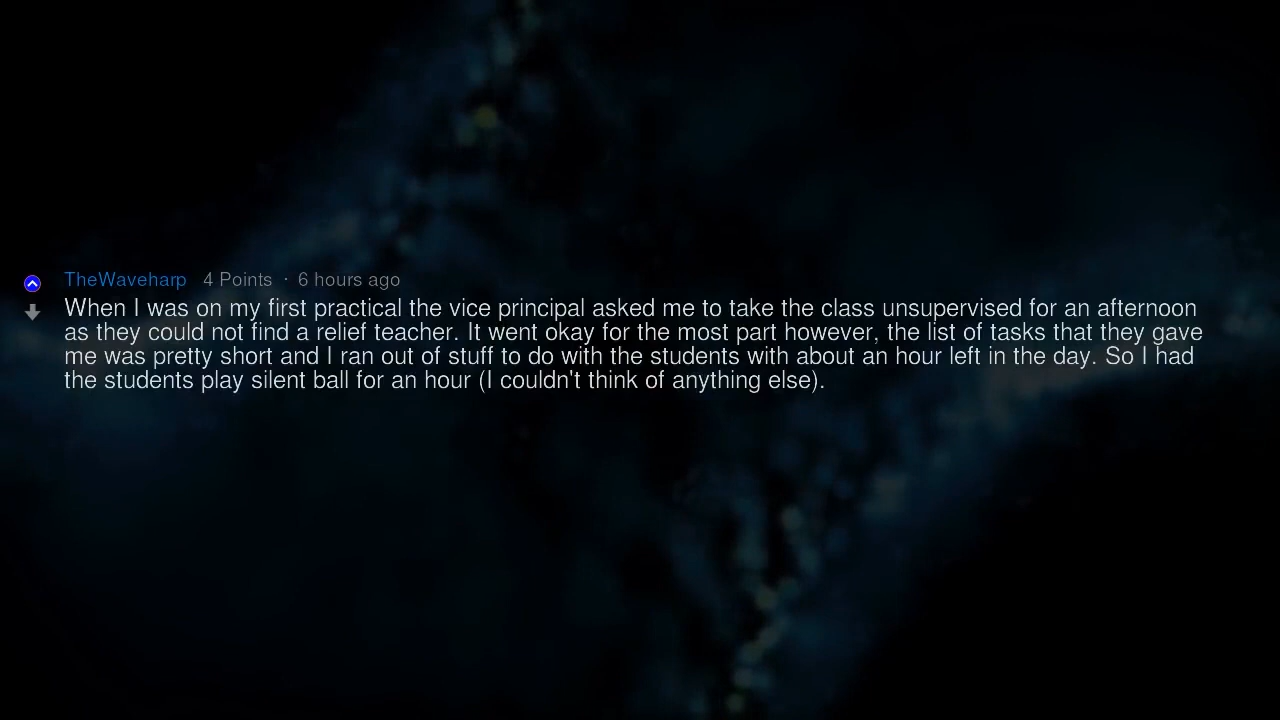 TheWaveharp 4 Points · 6 hours ago
When I was on my first practical the vice principal asked me to take the class unsupervised for an afternoon
as they could not find a relief teacher. It went okay for the most part however, the list of tasks that they gave
me was pretty short and I ran out of stuff to do with the students with about an hour left in the day. So I had
the students play silent ball for an hour (I couldn't think of anything else).